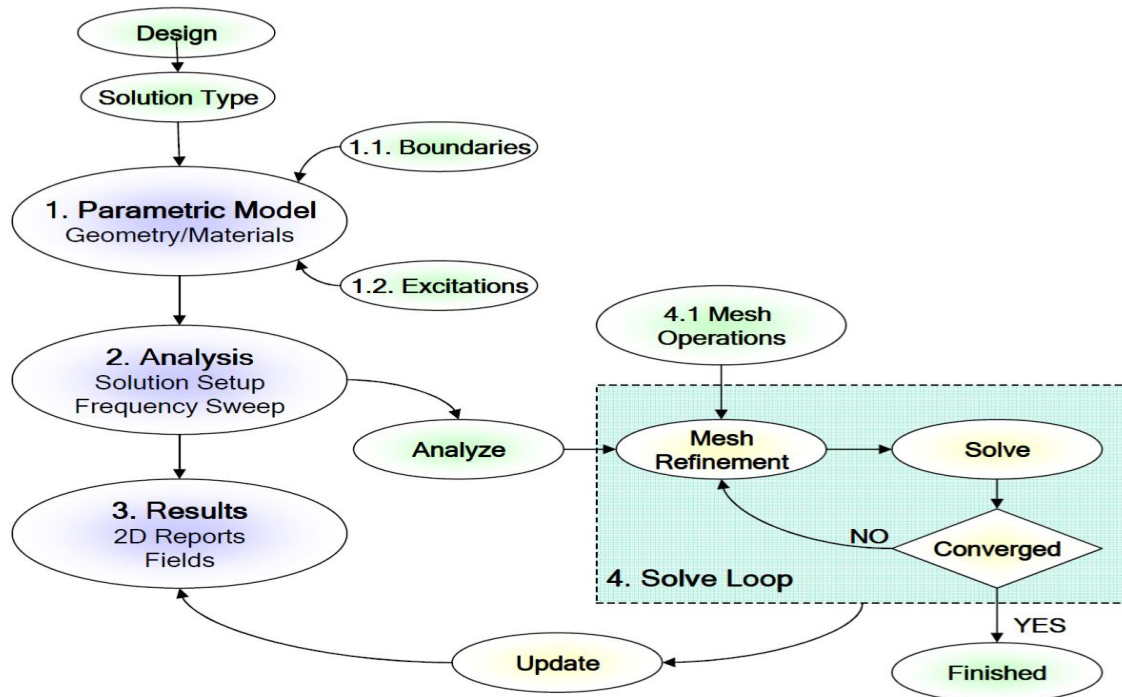 Design
Solution Type
1.1. Boundaries
1. Parametric Model
Geometry/Materials
1.2. Excitations
4.1 Mesh
Operations
2. Analysis
Solution Setup
Frequency Sweep
Analyze
Mesh
Refinement
Solve
3. Results
2D Reports
Fields
NO
Converged
4. Solve Loop
YES
Update
Finished